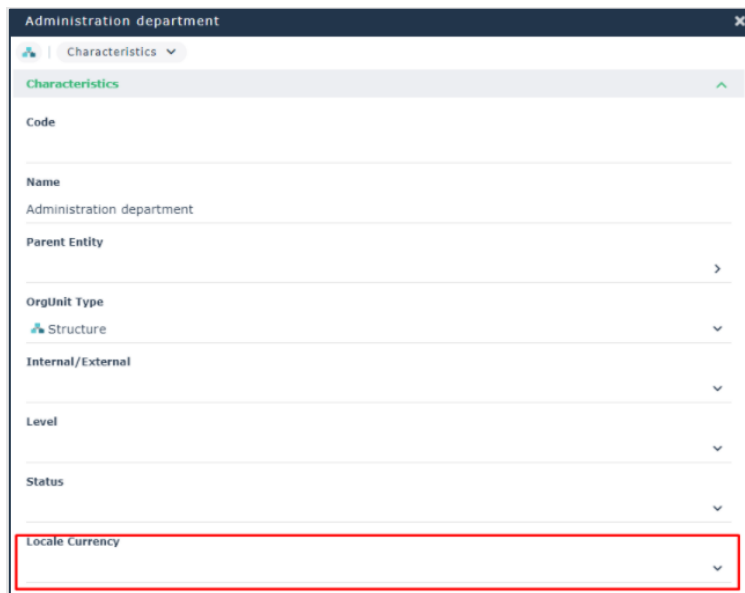 Administration department
Characteristics
Characteristics
Code
Name
Administration department
Parent Entity
OrgUnit Type
Structure
Internal/External
Level
Status
Locale Currency